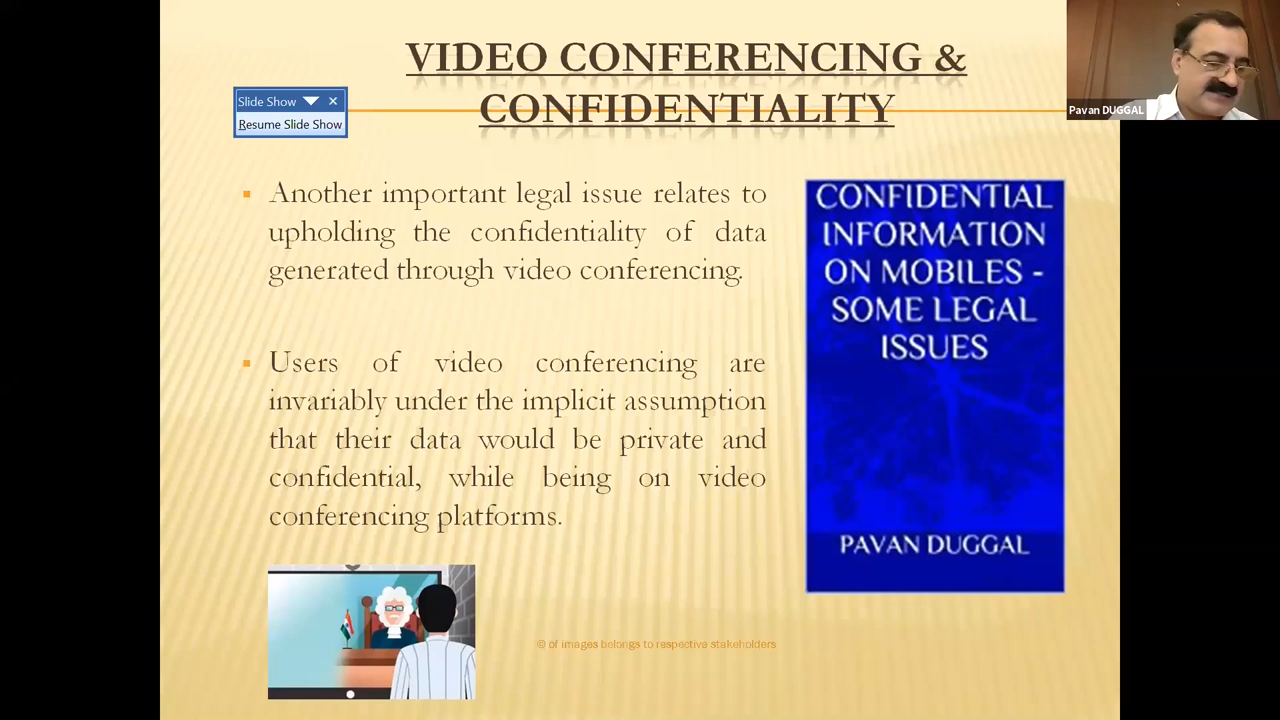 VIDEO CONFERENCING &
CONFIDENTIALITY
Slide Show
Resume Slide Show
Pavan DUGGAL
Another important legal issue relates to
upholding the confidentiality of data
generated through video conferencing.
Users of video conferencing are
invariably under the implicit assumption
that their data would be private and
confidential, while being on video
conferencing platforms.
CONFIDENTIAL
INFORMATION
ON MOBILES -
SOME LEGAL
ISSUES
PAVAN DUGGAL
© of images belongs to respective stakeholders